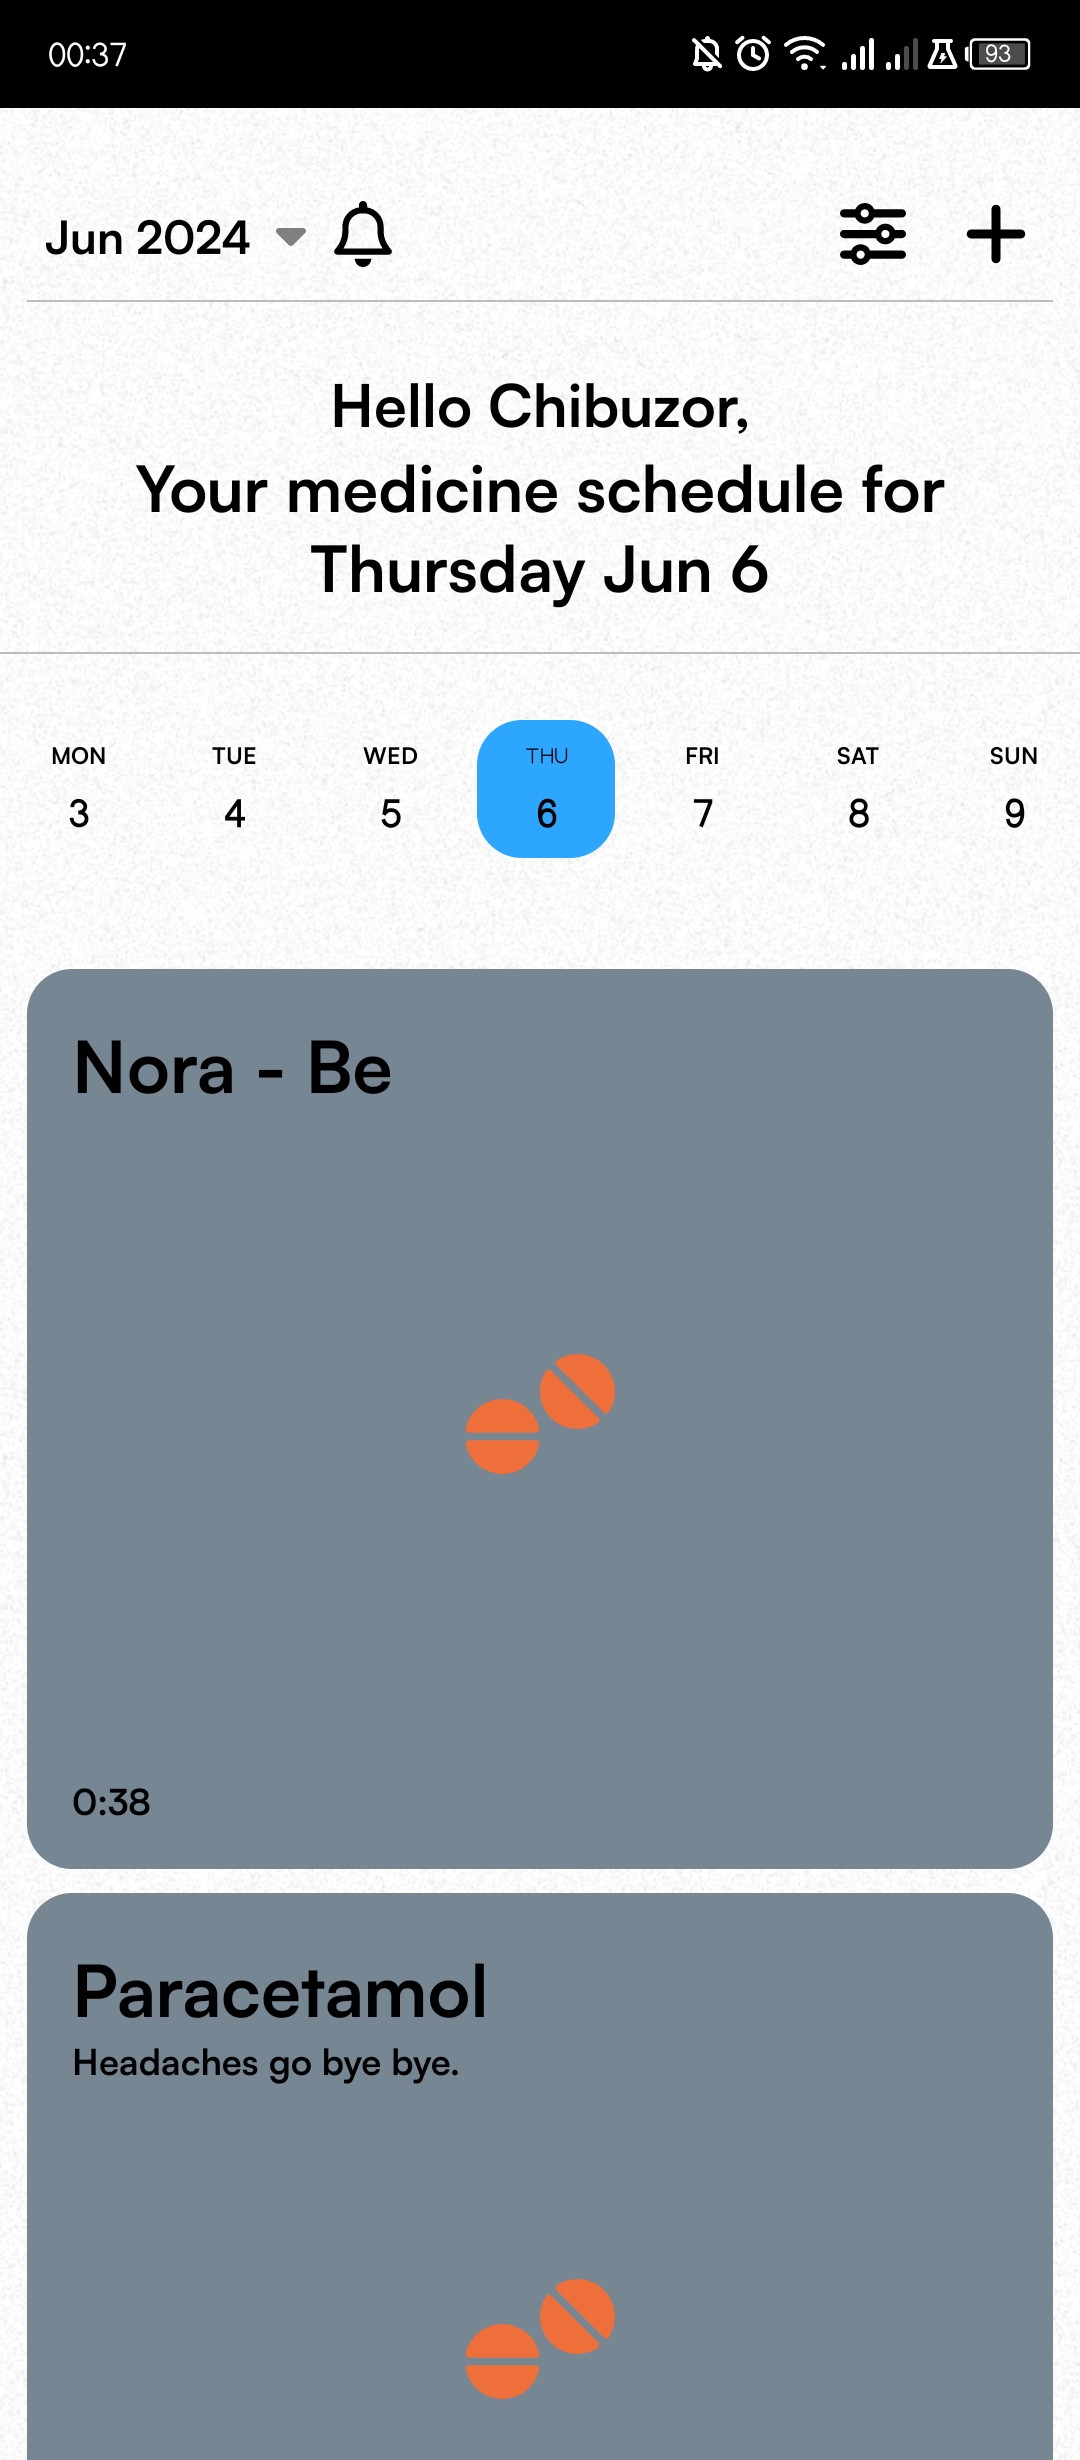 00:37
93
Jun 2024
Hello Chibuzor,
Your medicine schedule for
Thursday Jun 6
MON TUE WED THU FRI SAT SUN
3 4 5 6 7 8 9
Nora - Be
0:38
Paracetamol
Headaches go bye bye.